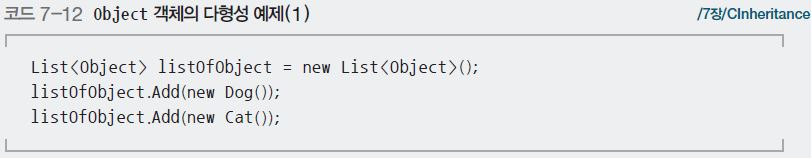 코드 7-12 Object 객체의 다형성 예제(1) /7장/CInheritance
List<Object> listOfObject = new List<Object>();
listOfObject.Add(new Dog());
listOfObject.Add(new Cat());